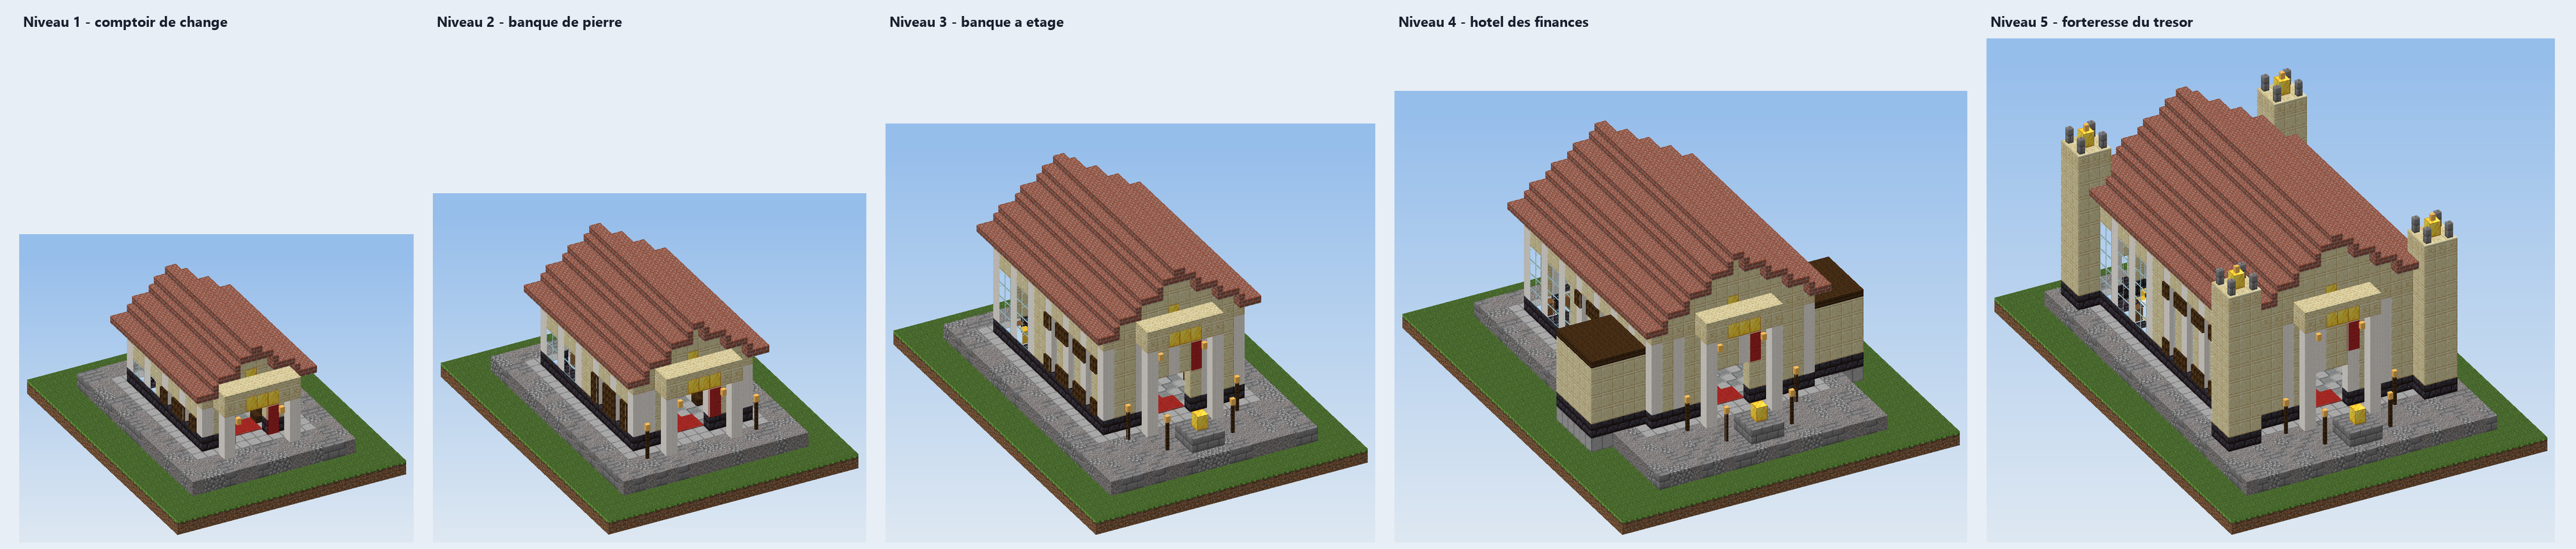 Niveau 1 - comptoir de change
Niveau 2 - banque de pierre
Niveau 3 - banque a etage
Niveau 4 - hotel des finances
Niveau 5 - forteresse du tresor